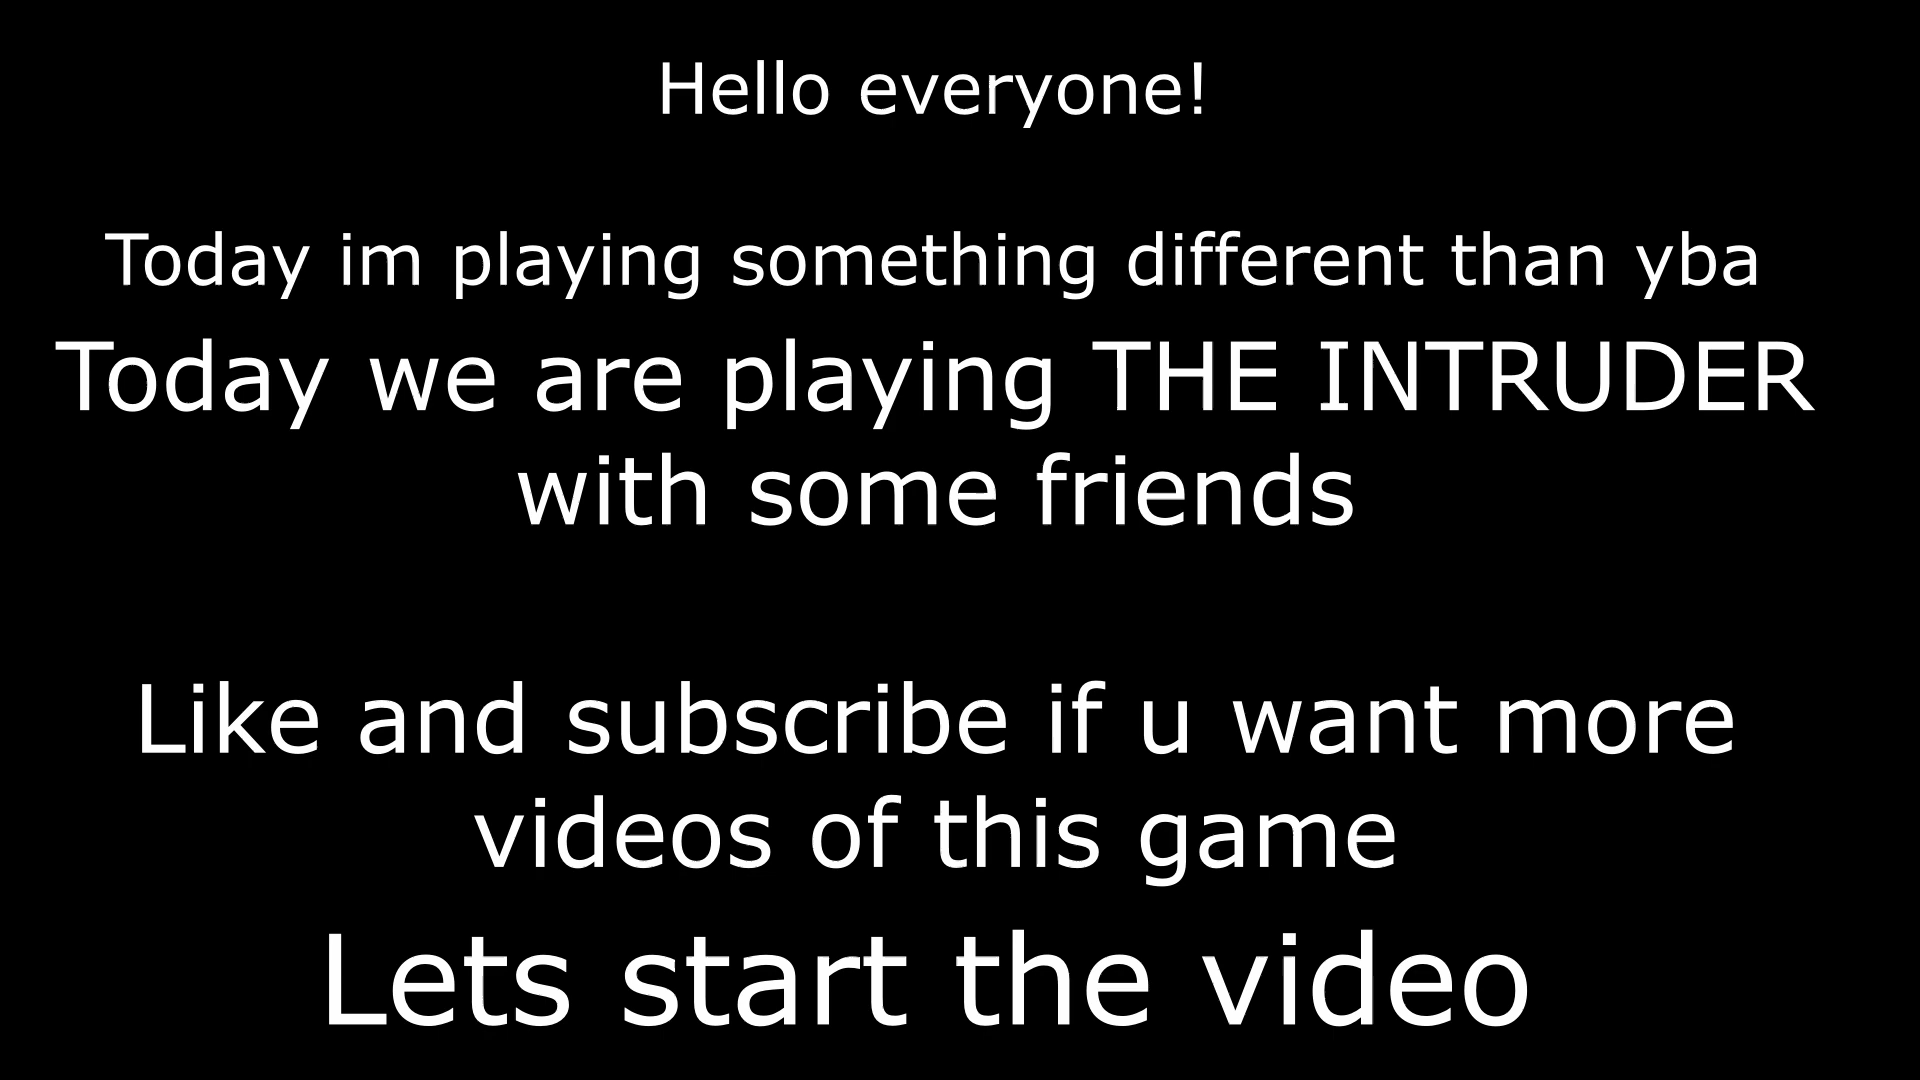 Hello everyone!
Today im playing something different than yba
Today we are playing THE INTRUDER
with some friends
Like and subscribe if u want more
videos of this game
Lets start the video